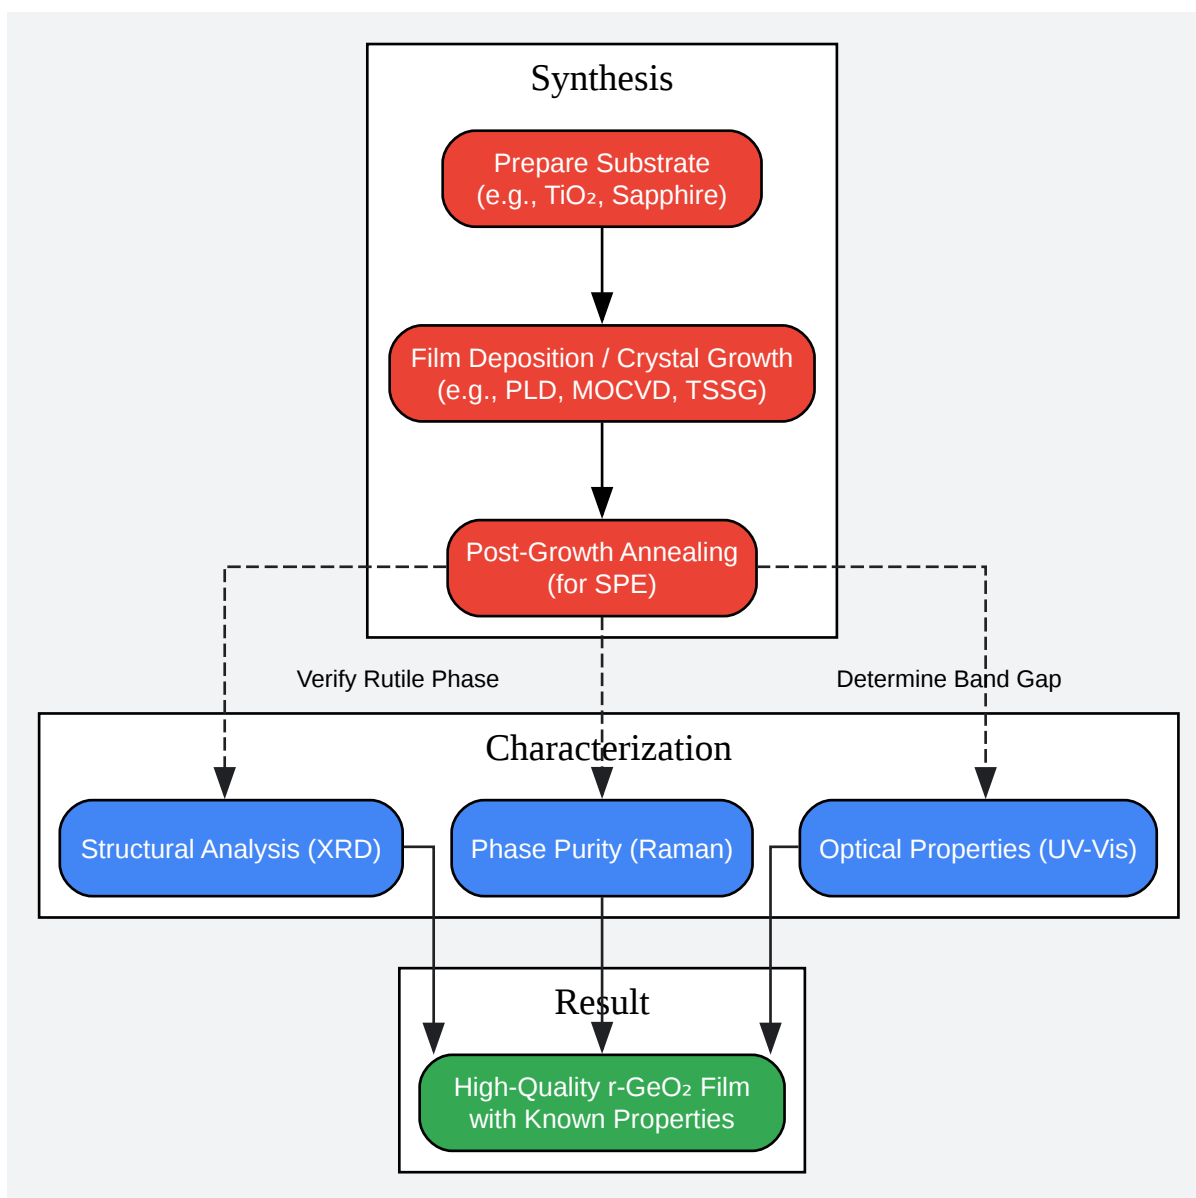 Synthesis
Prepare Substrate
(e.g., TiO₂, Sapphire)
Film Deposition / Crystal Growth
(e.g., PLD, MOCVD, TSSG)
Post-Growth Annealing
(for SPE)
Verify Rutile Phase
Determine Band Gap
Characterization
Structural Analysis (XRD)
Phase Purity (Raman)
Optical Properties (UV-Vis)
Result
High-Quality r-GeO₂ Film
with Known Properties